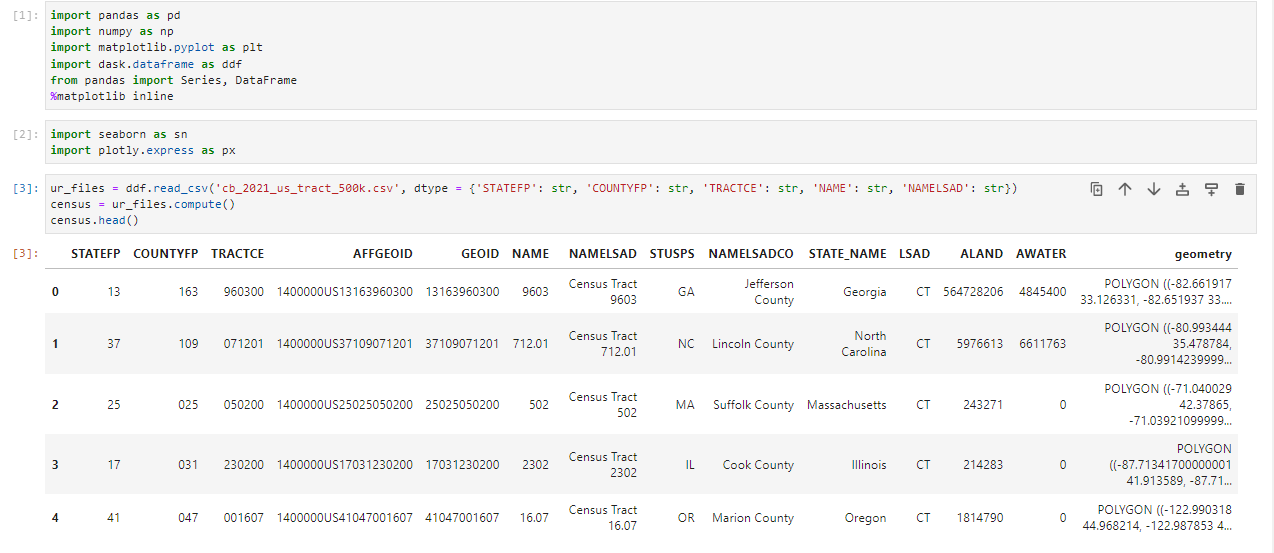 [1]: import pandas as pd
import numpy as np
import matplotlib.pyplot as plt
import dask.dataframe as ddf
from pandas import Series, DataFrame
%matplotlib inline
[2]: import seaborn as sn
import plotly.express as px
[3]: ur_files = ddf.read_csv('cb_2021_us_tract_500k.csv', dtype = {'STATEFP': str, 'COUNTYFP': str, 'TRACTCE': str, 'NAME': str, 'NAMELSAD': str})
census = ur_files.compute()
census.head()
[3]: STATEFP COUNTYFP TRACTCE AFFGEOID GEOID NAME NAMELSAD STUSPS NAMELSADCO STATE_NAME LSAD ALAND AWATER geometry
0 13 163 960300 1400000US13163960300 13163960300 9603 Census Tract 9603 GA Jefferson County Georgia CT 564728206 4845400 POLYGON ((-82.661917 33.126331, -82.651937 33....
1 37 109 071201 1400000US37109071201 37109071201 712.01 Census Tract 712.01 NC Lincoln County North Carolina CT 5976613 6611763 POLYGON ((-80.993444 35.478784, -80.9914239999...
2 25 025 050200 1400000US25025050200 25025050200 502 Census Tract 502 MA Suffolk County Massachusetts CT 243271 0 POLYGON ((-71.040029 42.37865, -71.03921099999...
3 17 031 230200 1400000US17031230200 17031230200 2302 Census Tract 2302 IL Cook County Illinois CT 214283 0 POLYGON ((-87.71341700000001 41.913589, -87.71...
4 41 047 001607 1400000US41047001607 41047001607 16.07 Census Tract 16.07 OR Marion County Oregon CT 1814790 0 POLYGON ((-122.990318 44.968214, -122.987853 4...